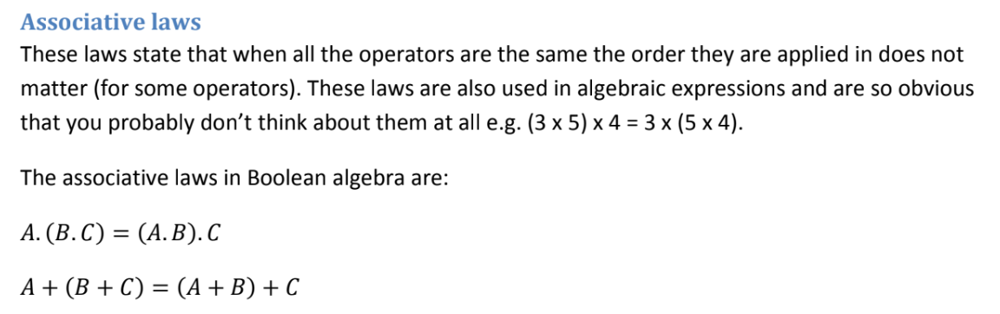 Associative laws
These laws state that when all the operators are the same the order they are applied in does not
matter (for some operators). These laws are also used in algebraic expressions and are so obvious
that you probably don’t think about them at all e.g. (3 x 5) x 4 = 3 x (5 x 4).
The associative laws in Boolean algebra are:
A. (B. C) = (A. B). C
A + (B + C) = (A + B) + C